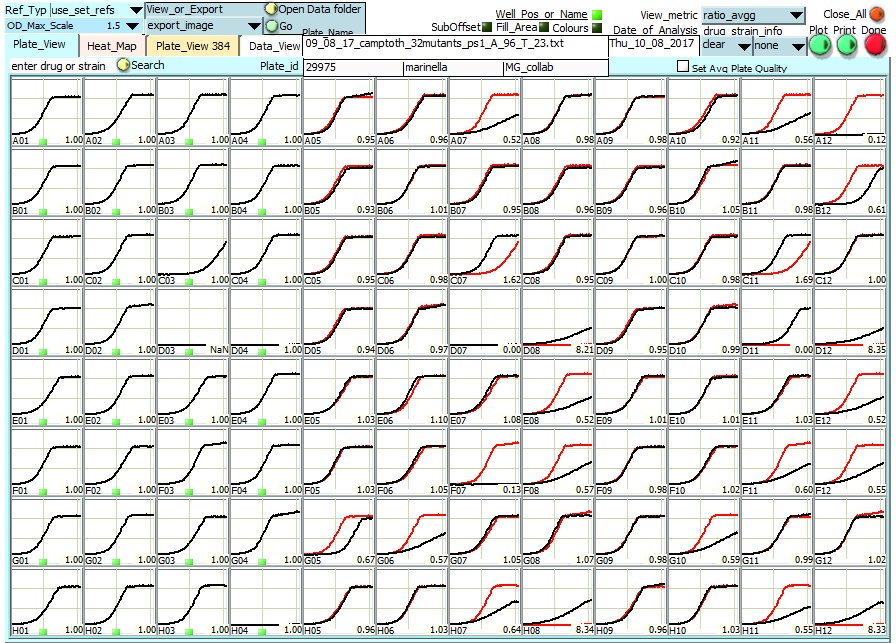 Ref_Typ use_set_refs View_or_Export Open Data folder Well_Pos_or_Name View_metric ratio_avgg Close_All
OD_Max_Scale 1.5 export_image Go Plate_Name SubOffset Fill_Area Colours Date_of_Analysis drug_strain_info Plot Print Done
Plate_View Heat_Map Plate_View 384 Data_View 09_08_17_camptoth_32mutants_ps1_A_96_T_23.txt Thu_10_08_2017 clear none
enter drug or strain Search Plate_id 29975 marinella MG_collab Set Avg Plate Quality
A01 1.00 A02 1.00 A03 1.00 A04 1.00 A05 0.95 A06 0.96 A07 0.52 A08 0.98 A09 0.98 A10 0.92 A11 0.56 A12 0.12
B01 1.00 B02 1.00 B03 1.00 B04 1.00 B05 0.93 B06 1.01 B07 0.95 B08 0.96 B09 0.96 B10 1.05 B11 0.98 B12 0.61
C01 1.00 C02 1.00 C03 1.00 C04 1.00 C05 0.95 C06 0.98 C07 1.62 C08 0.95 C09 1.00 C10 0.98 C11 1.69 C12 1.00
D01 1.00 D02 1.00 D03 NaN D04 1.00 D05 0.94 D06 0.97 D07 0.00 D08 8.21 D09 0.95 D10 0.99 D11 0.00 D12 8.35
E01 1.00 E02 1.00 E03 1.00 E04 1.00 E05 1.03 E06 1.10 E07 1.08 E08 0.52 E09 1.01 E10 1.01 E11 1.03 E12 0.52
F01 1.00 F02 1.00 F03 1.00 F04 1.00 F05 1.03 F06 1.05 F07 0.13 F08 0.57 F09 0.98 F10 1.02 F11 0.60 F12 0.55
G01 1.00 G02 1.00 G03 1.00 G04 1.00 G05 0.67 G06 0.57 G07 1.05 G08 1.07 G09 0.98 G10 0.59 G11 0.99 G12 1.02
H01 1.00 H02 1.00 H03 1.00 H04 1.00 H05 0.96 H06 1.03 H07 0.64 H08 8.34 H09 0.96 H10 1.03 H11 0.55 H12 8.33